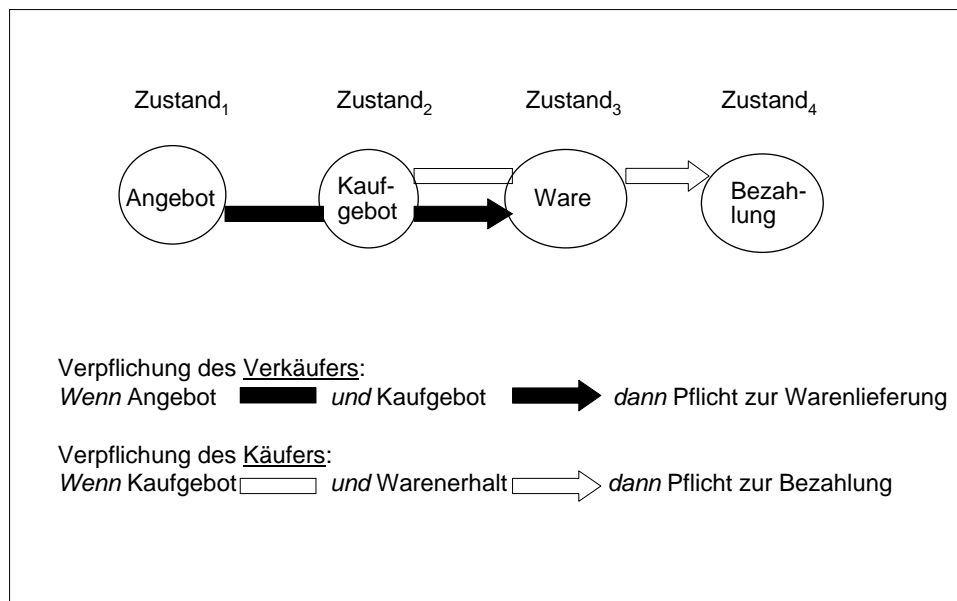 Zustand₁ Zustand₂ Zustand₃ Zustand₄
Angebot
Kauf-
gebot
Ware
Bezah-
lung
Verpflichung des Verkäufers:
Wenn Angebot und Kaufgebot dann Pflicht zur Warenlieferung
Verpflichung des Käufers:
Wenn Kaufgebot und Warenerhalt dann Pflicht zur Bezahlung